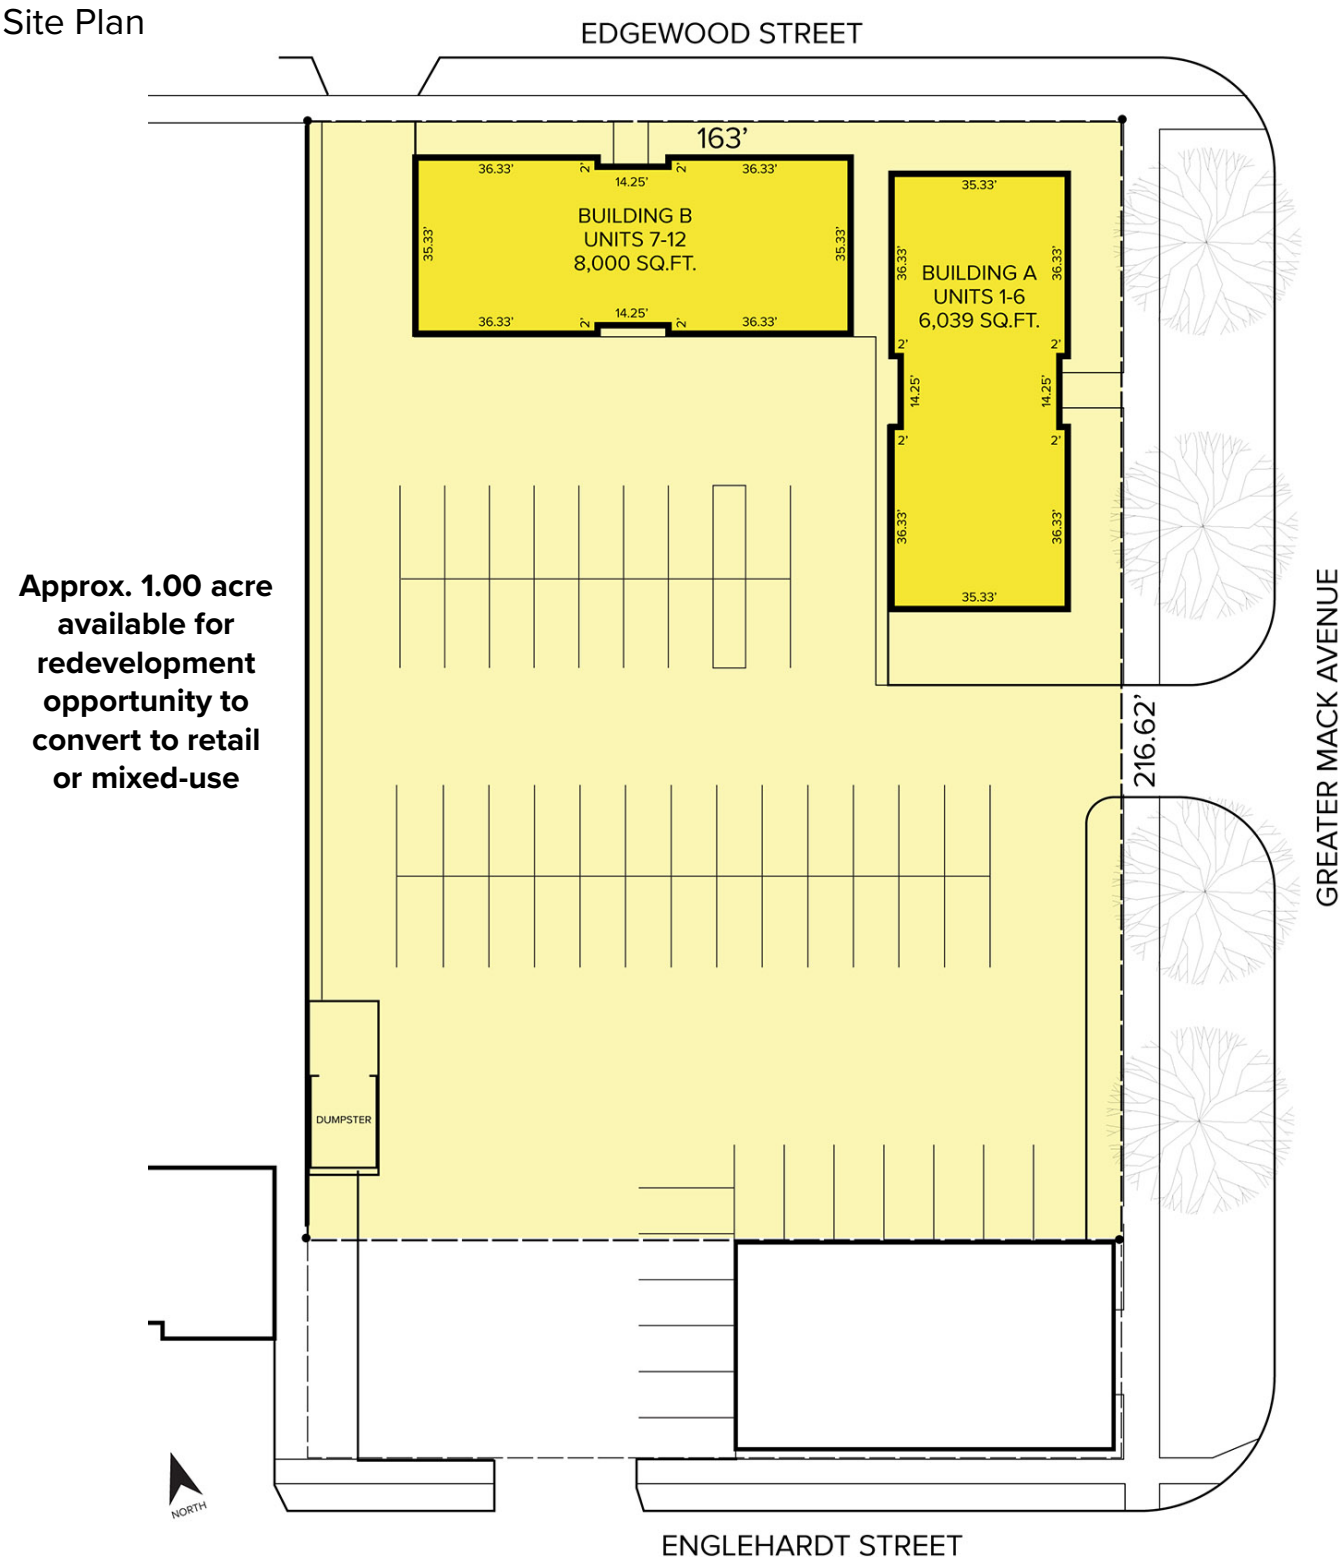 Site Plan
EDGEWOOD STREET
163’
36.33’
2’
14.25’
2’
36.33’
35.33’
BUILDING B
UNITS 7-12
8,000 SQ.FT.
35.33’
36.33’
2’
14.25’
2’
36.33’
35.33’
36.33’
36.33’
BUILDING A
UNITS 1-6
6,039 SQ.FT.
2’
2’
14.25’
14.25’
2’
2’
36.33’
36.33’
35.33’
Approx. 1.00 acre
available for
redevelopment
opportunity to
convert to retail
or mixed-use
216.62’
GREATER MACK AVENUE
DUMPSTER
NORTH
ENGLEHARDT STREET